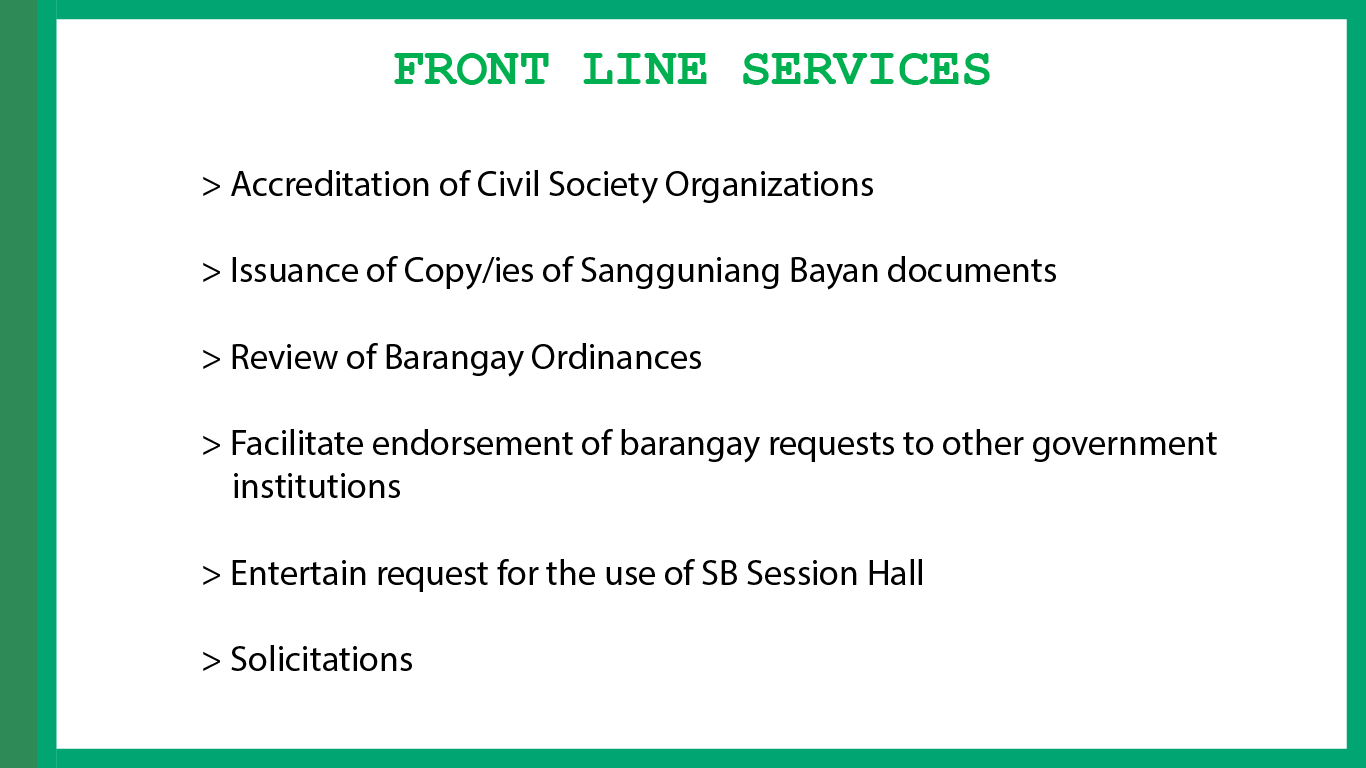 FRONT LINE SERVICES
> Accreditation of Civil Society Organizations
> Issuance of Copy/ies of Sangguniang Bayan documents
> Review of Barangay Ordinances
> Facilitate endorsement of barangay requests to other government
institutions
> Entertain request for the use of SB Session Hall
> Solicitations